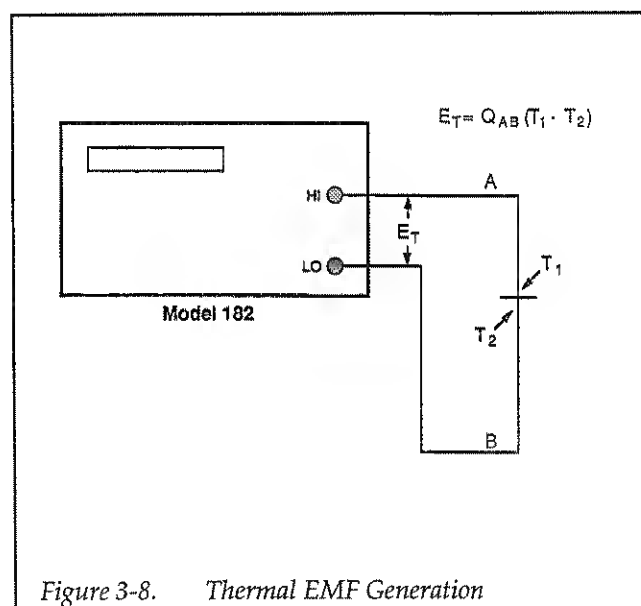 E_T = Q_AB (T_1 - T_2)
HI
A
E_T
LO
T_1
Model 182
T_2
B
Figure 3-8. Thermal EMF Generation